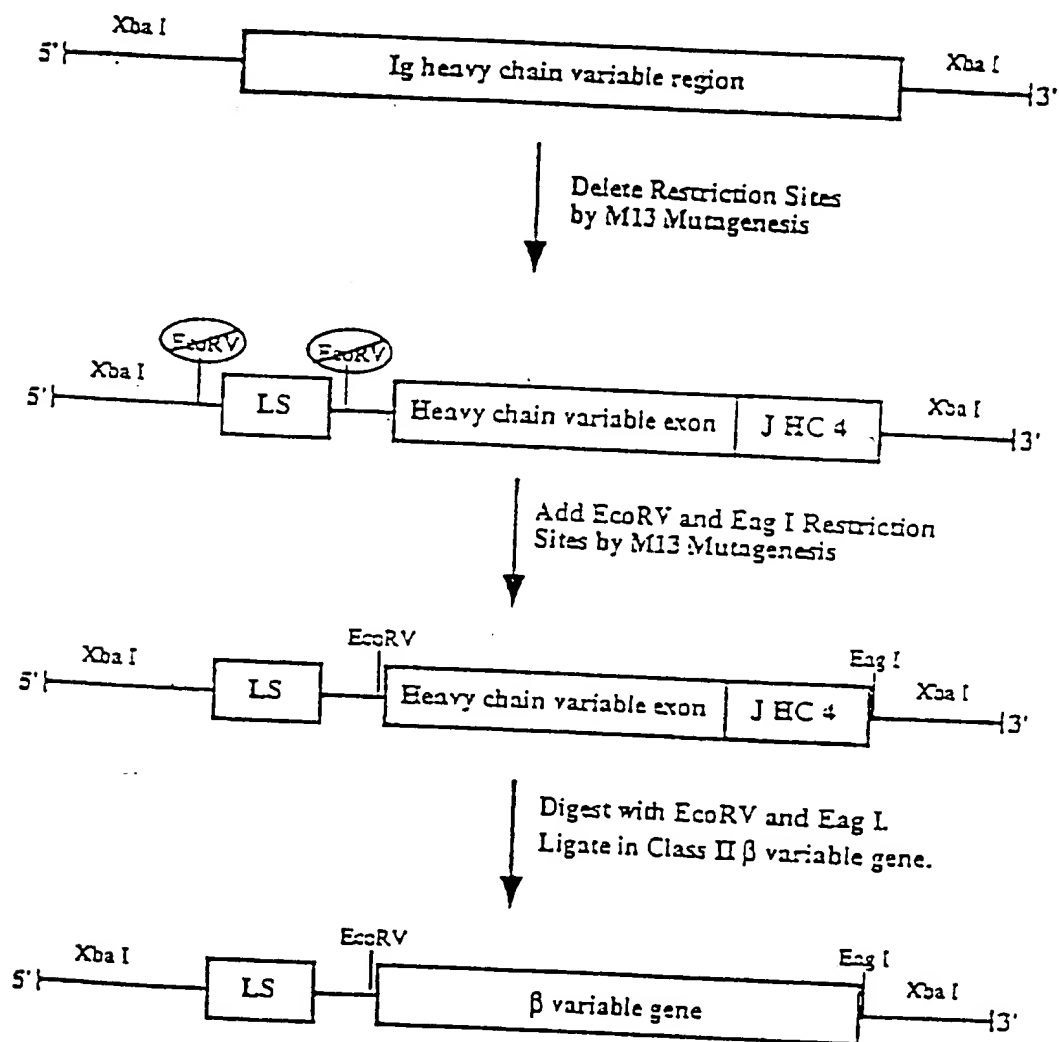 Xba I
5' Ig heavy chain variable region Xba I 3'
Delete Restriction Sites
by M13 Mutagenesis
EcoRV EcoRV
Xba I
5' LS Heavy chain variable exon J HC 4 Xba I 3'
Add EcoRV and Eag I Restriction
Sites by M13 Mutagenesis
EcoRV Eag I
Xba I
5' LS Heavy chain variable exon J HC 4 Xba I 3'
Digest with EcoRV and Eag I.
Ligate in Class II β variable gene.
EcoRV Eag I
Xba I
5' LS β variable gene Xba I 3'